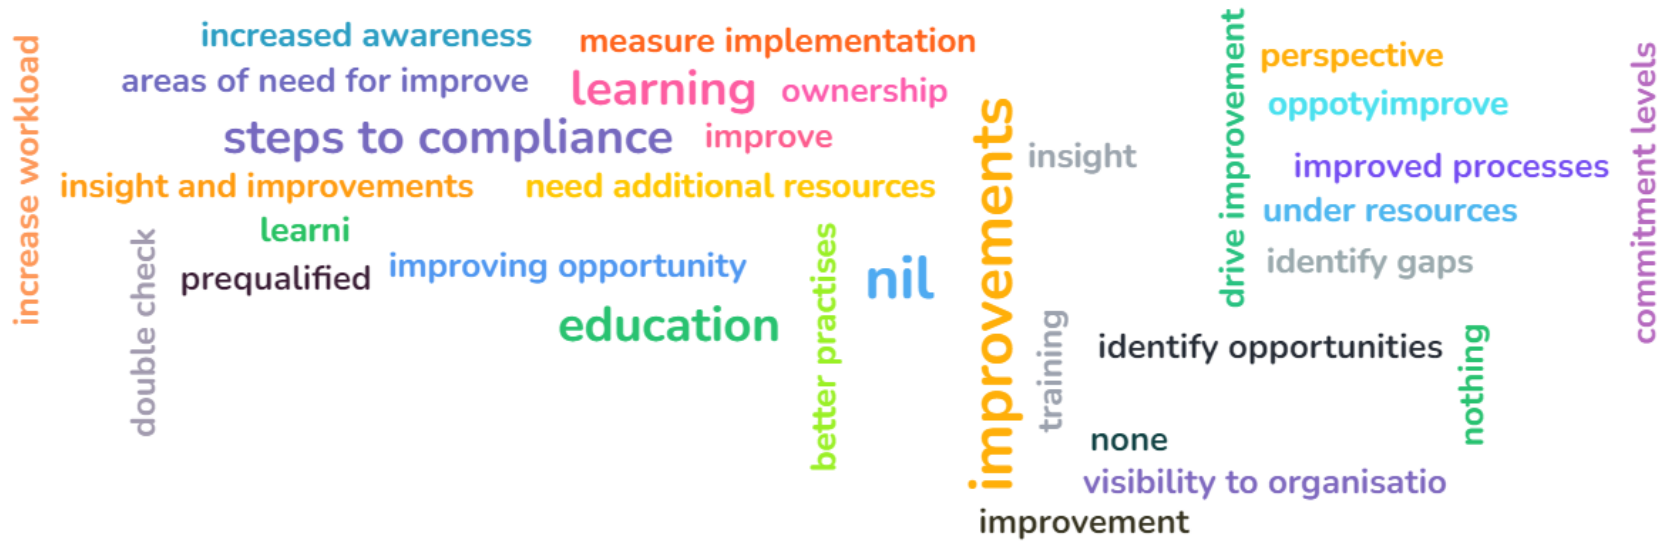 increase workload
increased awareness
measure implementation
areas of need for improve
learning
ownership
steps to compliance
improve
insight and improvements
need additional resources
learni
double check
prequalified
improving opportunity
education
better practises
nil
improvements
insight
training
drive improvement
perspective
oppotyimprove
improved processes
under resources
identify gaps
commitment levels
identify opportunities
nothing
none
visibility to organisatio
improvement